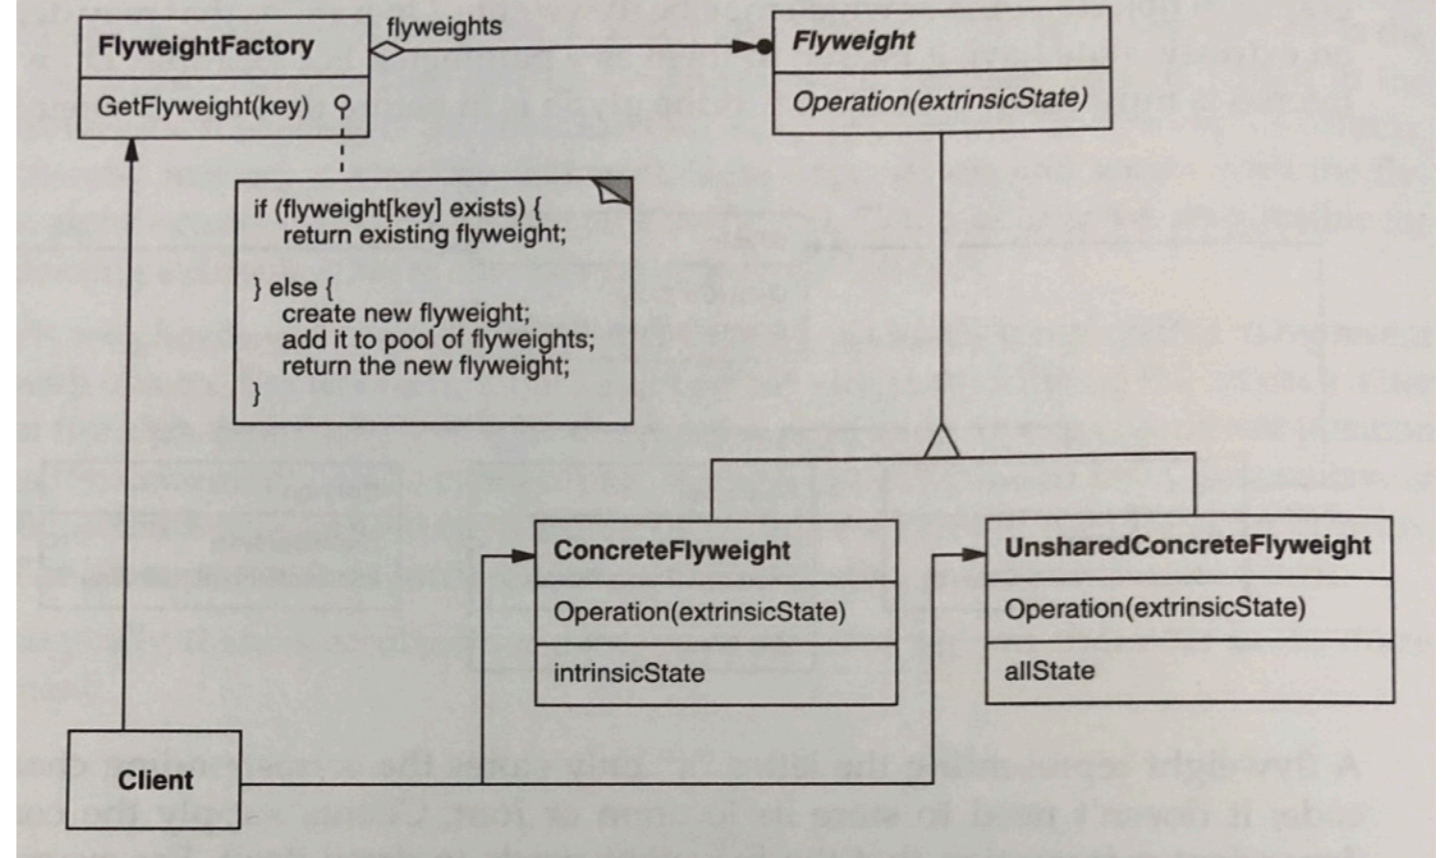 flyweights
FlyweightFactory
GetFlyweight(key)
Flyweight
Operation(extrinsicState)
if (flyweight[key] exists) {
return existing flyweight;
} else {
create new flyweight;
add it to pool of flyweights;
return the new flyweight;
}
ConcreteFlyweight
Operation(extrinsicState)
intrinsicState
UnsharedConcreteFlyweight
Operation(extrinsicState)
allState
Client